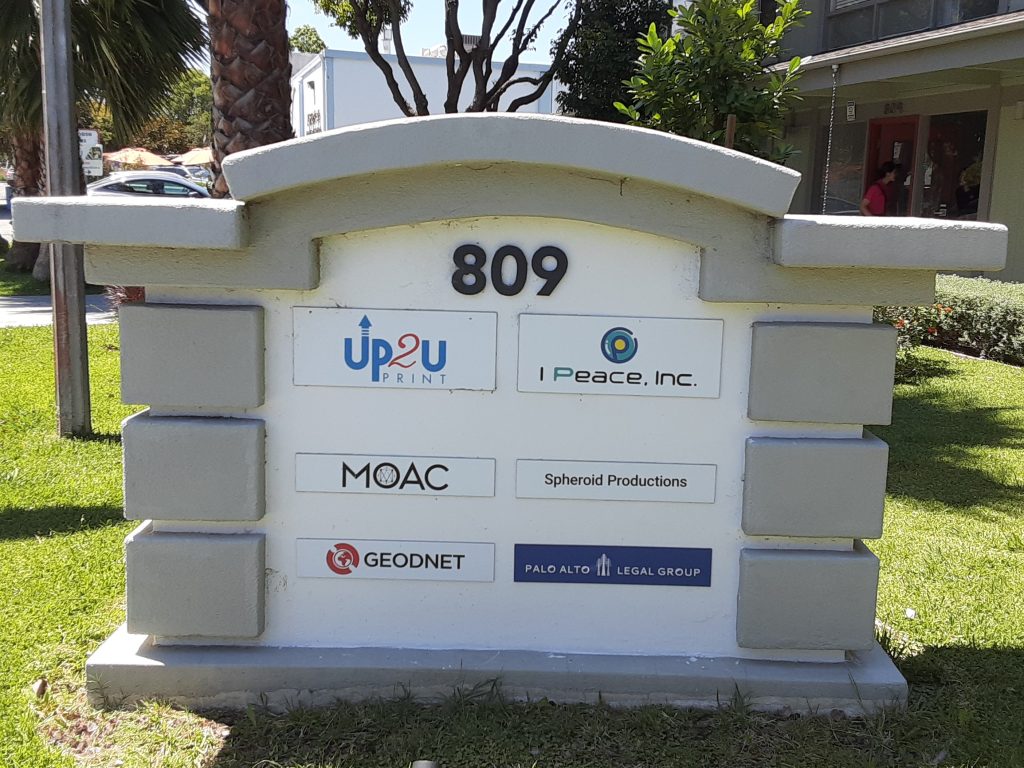 809
UP2U
PRINT
I Peace, Inc.
MOAC
Spheroid Productions
GEODNET
PALO ALTO LEGAL GROUP